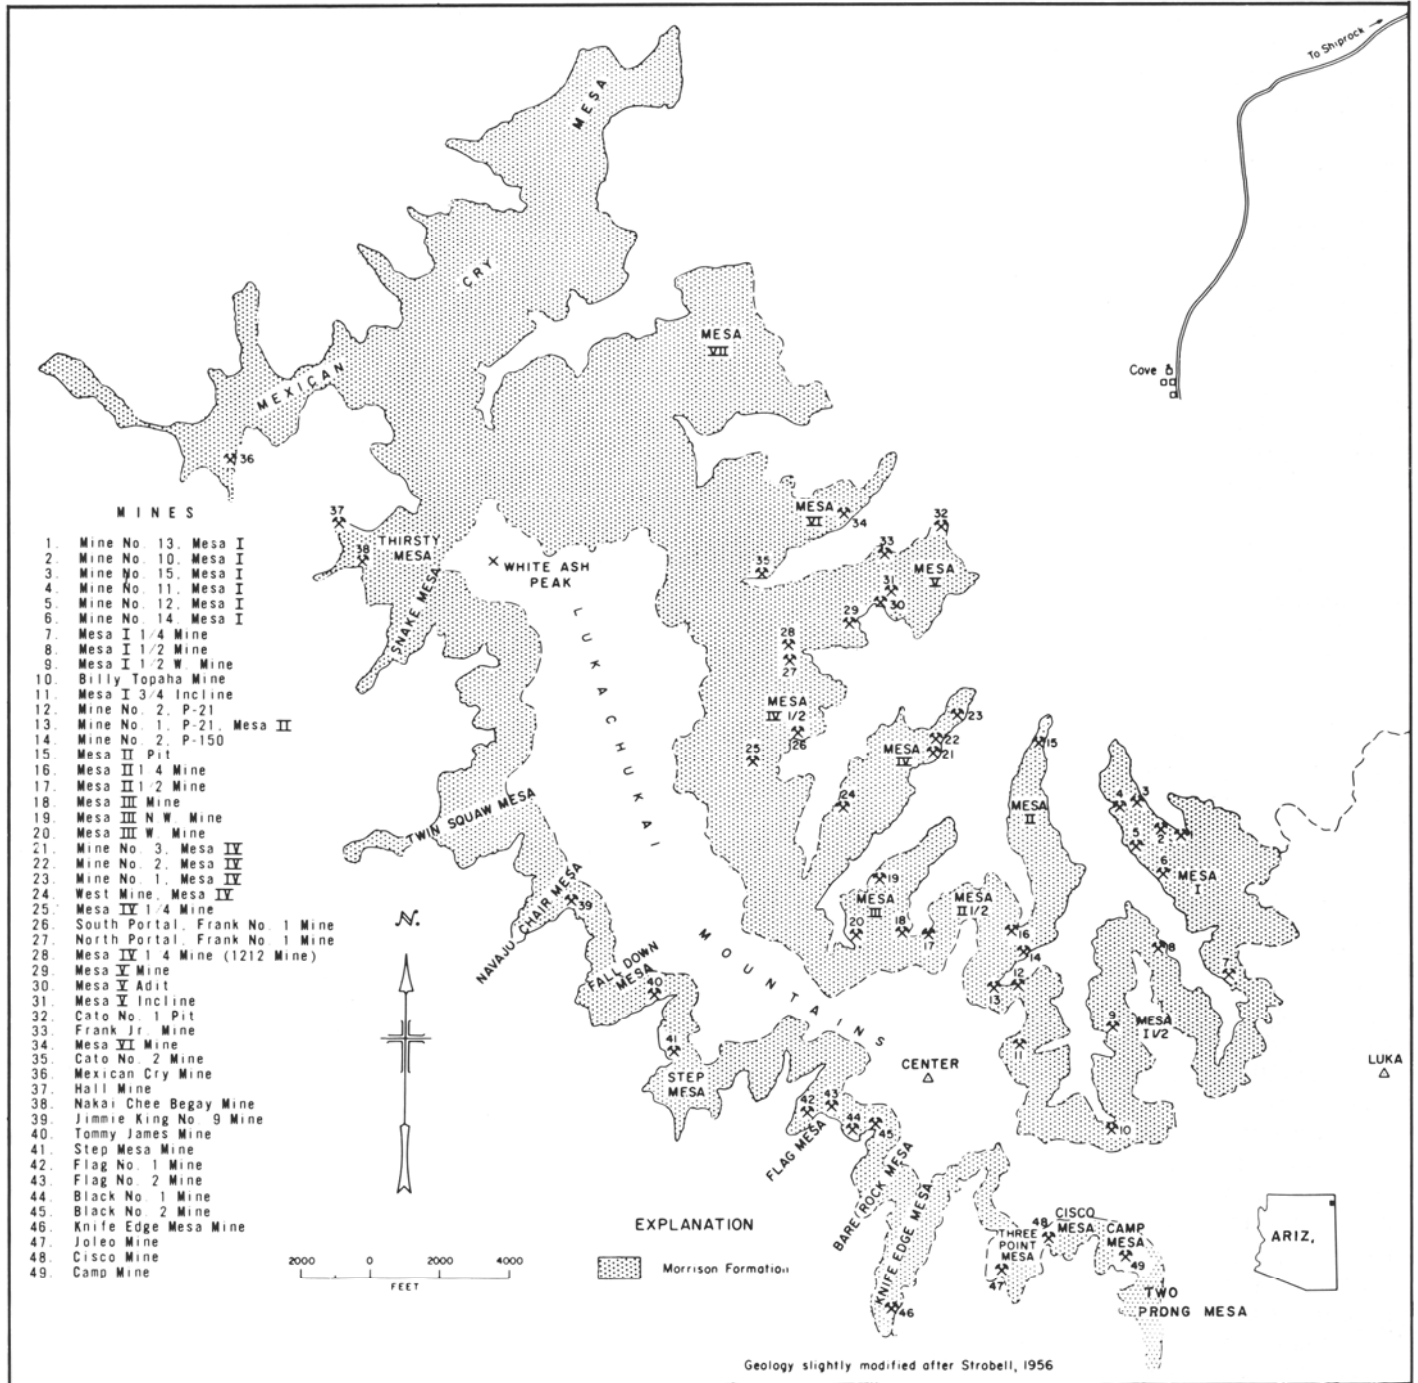 To Shiprock
MESA
CRY
MEXICAN
MESA
VII
Cove
36
MINES
1. Mine No. 13, Mesa I
2. Mine No. 10, Mesa I
3. Mine No. 15, Mesa I
4. Mine No. 11, Mesa I
5. Mine No. 12, Mesa I
6. Mine No. 14, Mesa I
7. Mesa I 1/4 Mine
8. Mesa I 1/2 Mine
9. Mesa I 1/2 W. Mine
10. Billy Topaha Mine
11. Mesa I 3/4 Incline
12. Mine No. 2, P-21
13. Mine No. 1, P-21, Mesa II
14. Mine No. 2, P-150
15. Mesa II Pit
16. Mesa II 1 4 Mine
17. Mesa II 1/2 Mine
18. Mesa III Mine
19. Mesa III N W. Mine
20. Mesa III W. Mine
21. Mine No. 3, Mesa IV
22. Mine No. 2, Mesa IV
23. Mine No. 1, Mesa IV
24. West Mine, Mesa IV
25. Mesa IV 1/4 Mine
26. South Portal, Frank No. 1 Mine
27. North Portal, Frank No. 1 Mine
28. Mesa IV 1 4 Mine (1212 Mine)
29. Mesa V Mine
30. Mesa V Adit
31. Mesa V Incline
32. Cato No. 1 Pit
33. Frank Jr. Mine
34. Mesa VI Mine
35. Cato No. 2 Mine
36. Mexican Cry Mine
37. Hall Mine
38. Nakai Chee Begay Mine
39. Jimmie King No. 9 Mine
40. Tommy James Mine
41. Step Mesa Mine
42. Flag No. 1 Mine
43. Flag No. 2 Mine
44. Black No. 1 Mine
45. Black No. 2 Mine
46. Knife Edge Mesa Mine
47. Joleo Mine
48. Cisco Mine
49. Camp Mine
37
38
THIRSTY
MESA
SNAKE MESA
WHITE ASH
PEAK
MESA
VI
34
35
32
33
MESA
V
31
30
29
28
27
MESA
IV 1/2
26
25
23
22
21
MESA
IV
24
15
MESA
II
4
3
2
1
5
6
MESA
I
LUKACHUKAI
MOUNTAINS
TWIN SQUAW MESA
NAVAJU CHAIR MESA
39
19
MESA
III
20
18
MESA
II 1/2
17
16
14
13
12
11
8
7
9
MESA
I 1/2
10
FALL DOWN
MESA
40
41
STEP
MESA
CENTER
LUKA
42
43
44
45
FLAG MESA
BARE ROCK MESA
KNIFE EDGE MESA
46
THREE
POINT
MESA
47
48
CISCO
MESA
CAMP
MESA
49
TWO
PRONG MESA
ARIZ,
N.
EXPLANATION
Morrison Formation
2000 0 2000 4000
FEET
Geology slightly modified after Strobell, 1956